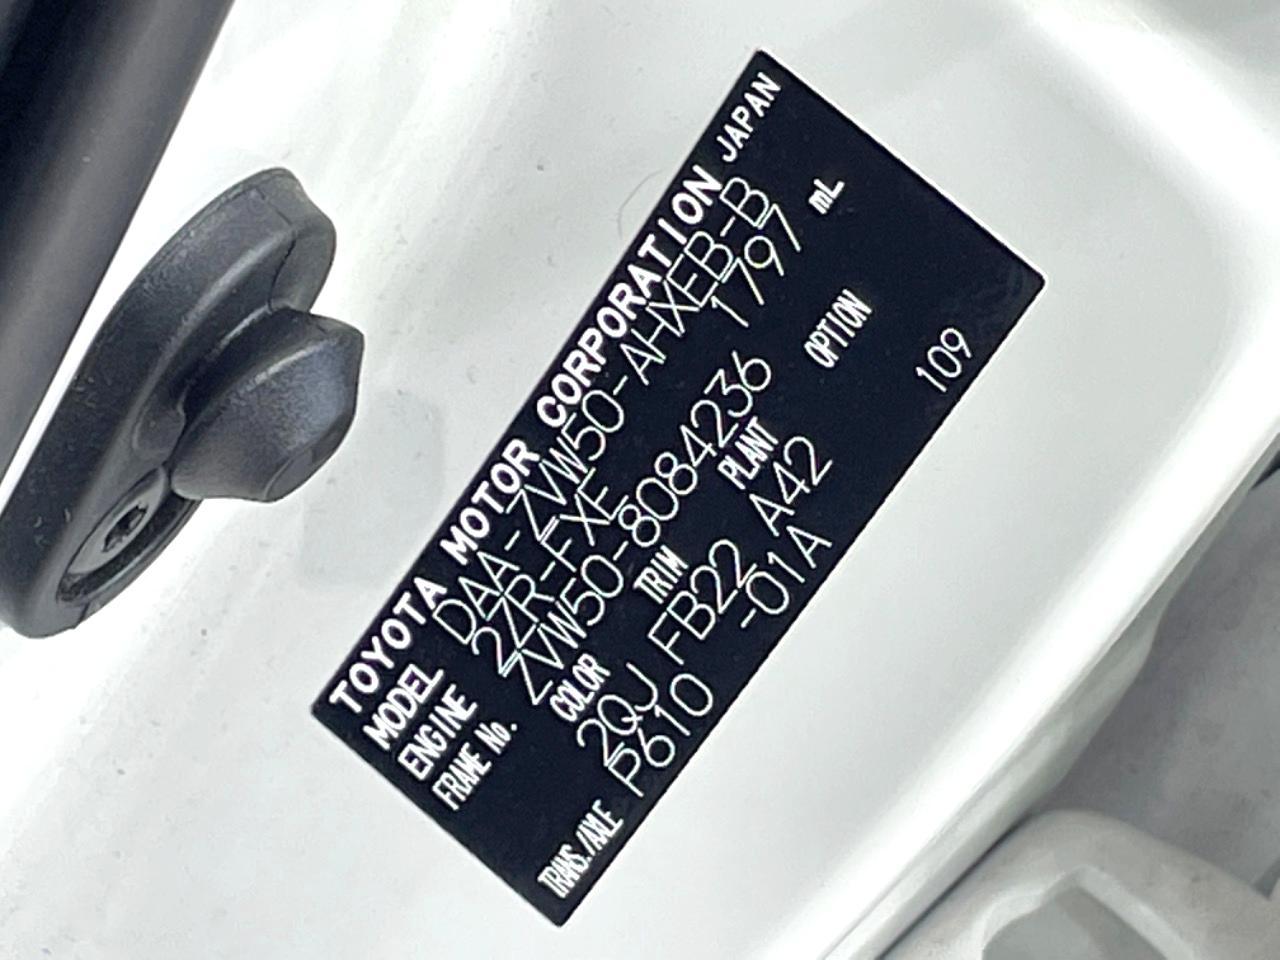 TOYOTA MOTOR CORPORATION JAPAN
MODEL DAA-ZVW50-AHXEB-B
ENGINE 2ZR-FXE 1797 mL
FRAME No. ZVW50-8084236
COLOR TRIM PLANT OPTION
2QJ FB22 A42
TRANS./AXLE P610 -01A 109